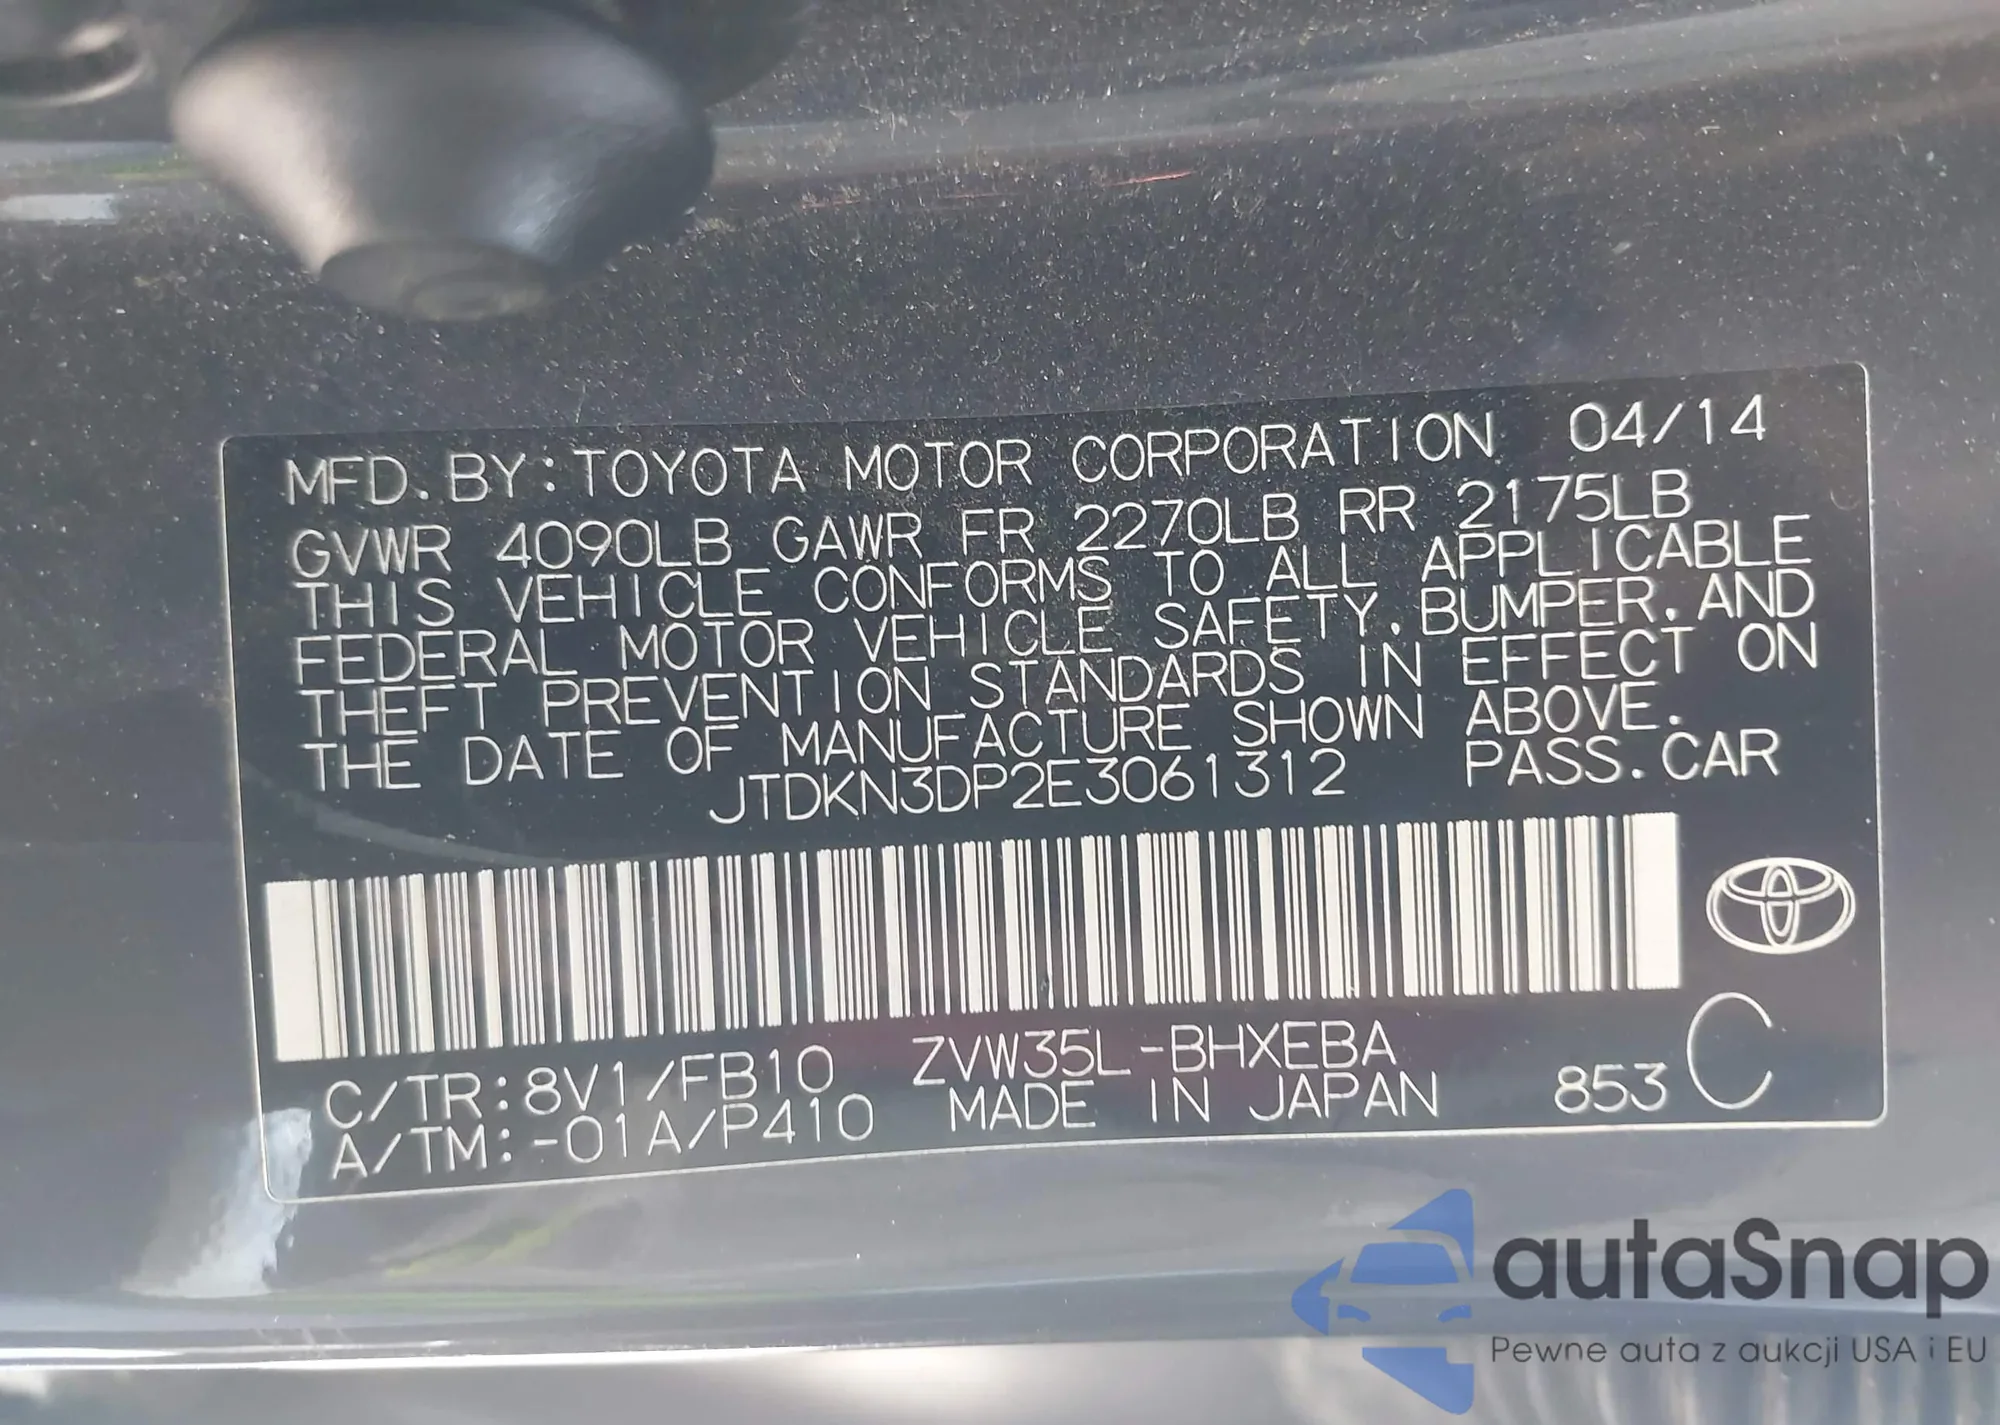 MFD. BY: TOYOTA MOTOR CORPORATION 04/14
GVWR 4090LB GAWR FR 2270LB RR 2175LB
THIS VEHICLE CONFORMS TO ALL APPLICABLE
FEDERAL MOTOR VEHICLE SAFETY, BUMPER, AND
THEFT PREVENTION STANDARDS IN EFFECT ON
THE DATE OF MANUFACTURE SHOWN ABOVE.
JTDKN3DP2E3061312 PASS. CAR
C/TR: 8V1/FB10 ZVW35L-BHXEBA
A/TM: -01A/P410 MADE IN JAPAN 853 C
autaSnap
Pewne auta z aukcji USA i EU